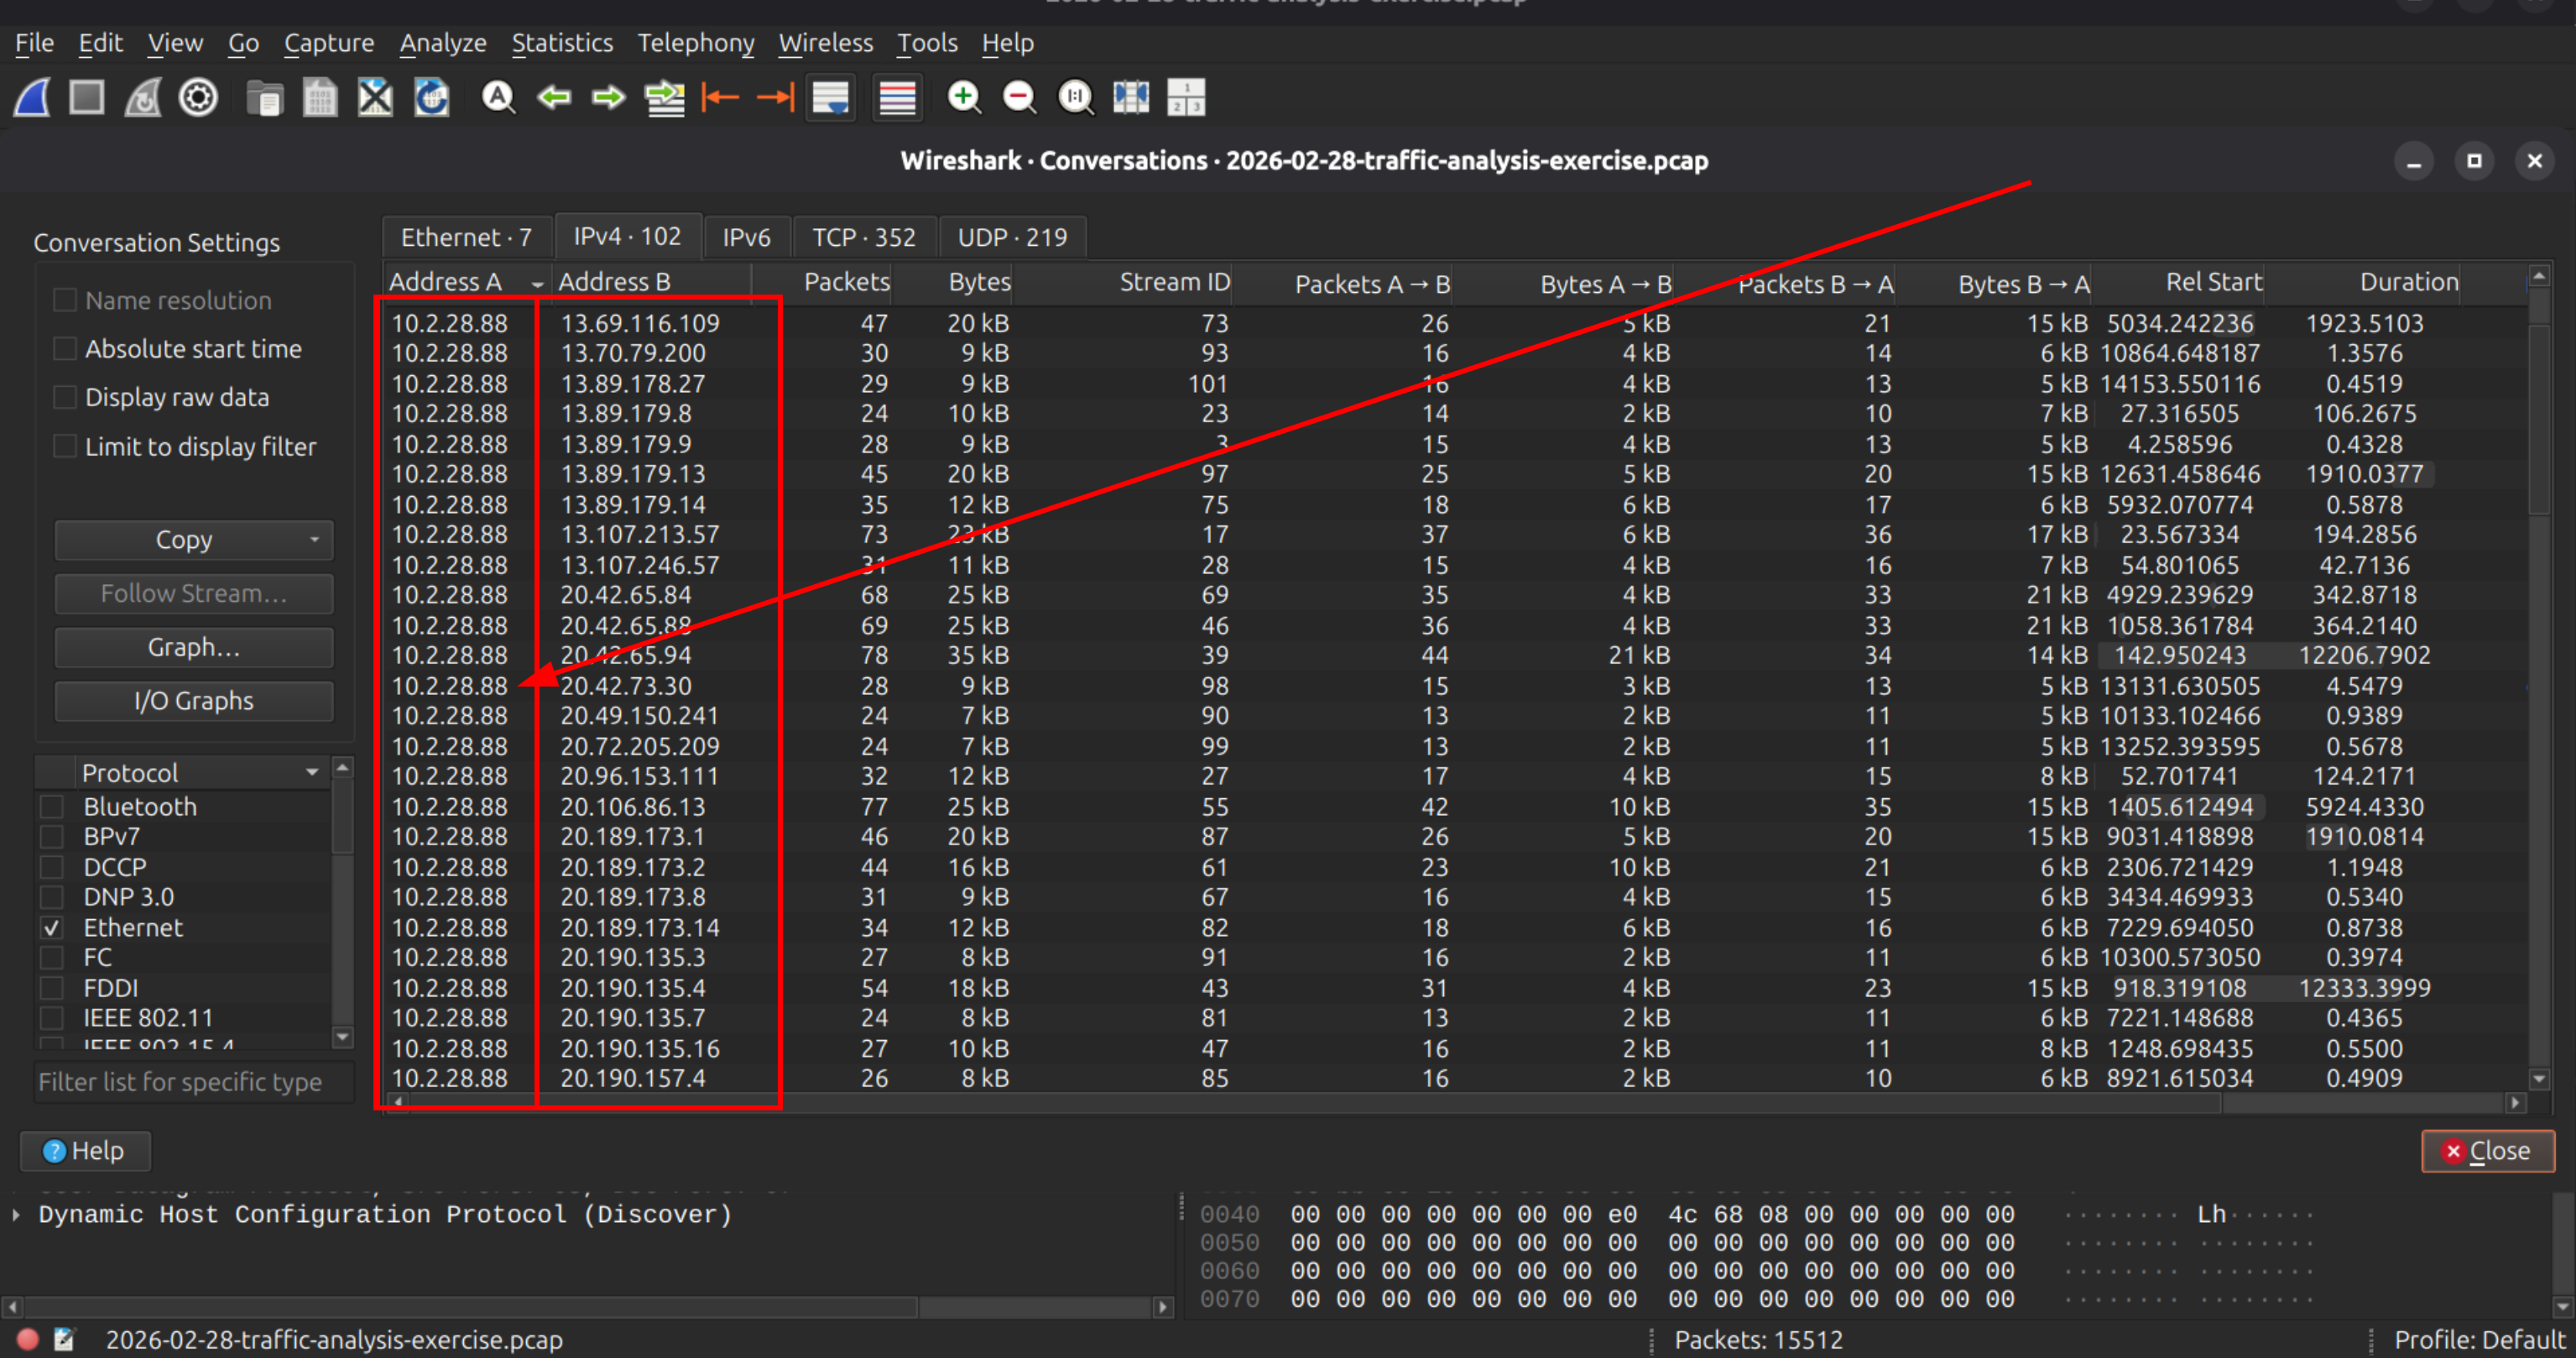 2026-02-28-traffic-analysis-exercise.pcap
File Edit View Go Capture Analyze Statistics Telephony Wireless Tools Help
Wireshark · Conversations · 2026-02-28-traffic-analysis-exercise.pcap
Conversation Settings
Name resolution
Absolute start time
Display raw data
Limit to display filter
Copy
Follow Stream…
Graph…
I/O Graphs
Protocol
Bluetooth
BPv7
DCCP
DNP 3.0
Ethernet
FC
FDDI
IEEE 802.11
IEEE 802.15.4
Filter list for specific type
Ethernet · 7 IPv4 · 102 IPv6 TCP · 352 UDP · 219
Address A Address B Packets Bytes Stream ID Packets A → B Bytes A → B Packets B → A Bytes B → A Rel Start Duration
10.2.28.88 13.69.116.109 47 20 kB 73 26 5 kB 21 15 kB 5034.242236 1923.5103
10.2.28.88 13.70.79.200 30 9 kB 93 16 4 kB 14 6 kB 10864.648187 1.3576
10.2.28.88 13.89.178.27 29 9 kB 101 16 4 kB 13 5 kB 14153.550116 0.4519
10.2.28.88 13.89.179.8 24 10 kB 23 14 2 kB 10 7 kB 27.316505 106.2675
10.2.28.88 13.89.179.9 28 9 kB 3 15 4 kB 13 5 kB 4.258596 0.4328
10.2.28.88 13.89.179.13 45 20 kB 97 25 5 kB 20 15 kB 12631.458646 1910.0377
10.2.28.88 13.89.179.14 35 12 kB 75 18 6 kB 17 6 kB 5932.070774 0.5878
10.2.28.88 13.107.213.57 73 23 kB 17 37 6 kB 36 17 kB 23.567334 194.2856
10.2.28.88 13.107.246.57 31 11 kB 28 15 4 kB 16 7 kB 54.801065 42.7136
10.2.28.88 20.42.65.84 68 25 kB 69 35 4 kB 33 21 kB 4929.239629 342.8718
10.2.28.88 20.42.65.88 69 25 kB 46 36 4 kB 33 21 kB 1058.361784 364.2140
10.2.28.88 20.42.65.94 78 35 kB 39 44 21 kB 34 14 kB 142.950243 12206.7902
10.2.28.88 20.42.73.30 28 9 kB 98 15 3 kB 13 5 kB 13131.630505 4.5479
10.2.28.88 20.49.150.241 24 7 kB 90 13 2 kB 11 5 kB 10133.102466 0.9389
10.2.28.88 20.72.205.209 24 7 kB 99 13 2 kB 11 5 kB 13252.393595 0.5678
10.2.28.88 20.96.153.111 32 12 kB 27 17 4 kB 15 8 kB 52.701741 124.2171
10.2.28.88 20.106.86.13 77 25 kB 55 42 10 kB 35 15 kB 1405.612494 5924.4330
10.2.28.88 20.189.173.1 46 20 kB 87 26 5 kB 20 15 kB 9031.418898 1910.0814
10.2.28.88 20.189.173.2 44 16 kB 61 23 10 kB 21 6 kB 2306.721429 1.1948
10.2.28.88 20.189.173.8 31 9 kB 67 16 4 kB 15 6 kB 3434.469933 0.5340
10.2.28.88 20.189.173.14 34 12 kB 82 18 6 kB 16 6 kB 7229.694050 0.8738
10.2.28.88 20.190.135.3 27 8 kB 91 16 2 kB 11 6 kB 10300.573050 0.3974
10.2.28.88 20.190.135.4 54 18 kB 43 31 4 kB 23 15 kB 918.319108 12333.3999
10.2.28.88 20.190.135.7 24 8 kB 81 13 2 kB 11 6 kB 7221.148688 0.4365
10.2.28.88 20.190.135.16 27 10 kB 47 16 2 kB 11 8 kB 1248.698435 0.5500
10.2.28.88 20.190.157.4 26 8 kB 85 16 2 kB 10 6 kB 8921.615034 0.4909
Help
Close
Dynamic Host Configuration Protocol (Discover)
0040 00 00 00 00 00 00 00 e0 4c 68 08 00 00 00 00 00 ········ Lh······
0050 00 00 00 00 00 00 00 00 00 00 00 00 00 00 00 00 ········ ········
0060 00 00 00 00 00 00 00 00 00 00 00 00 00 00 00 00 ········ ········
0070 00 00 00 00 00 00 00 00 00 00 00 00 00 00 00 00 ········ ········
2026-02-28-traffic-analysis-exercise.pcap Packets: 15512 Profile: Default